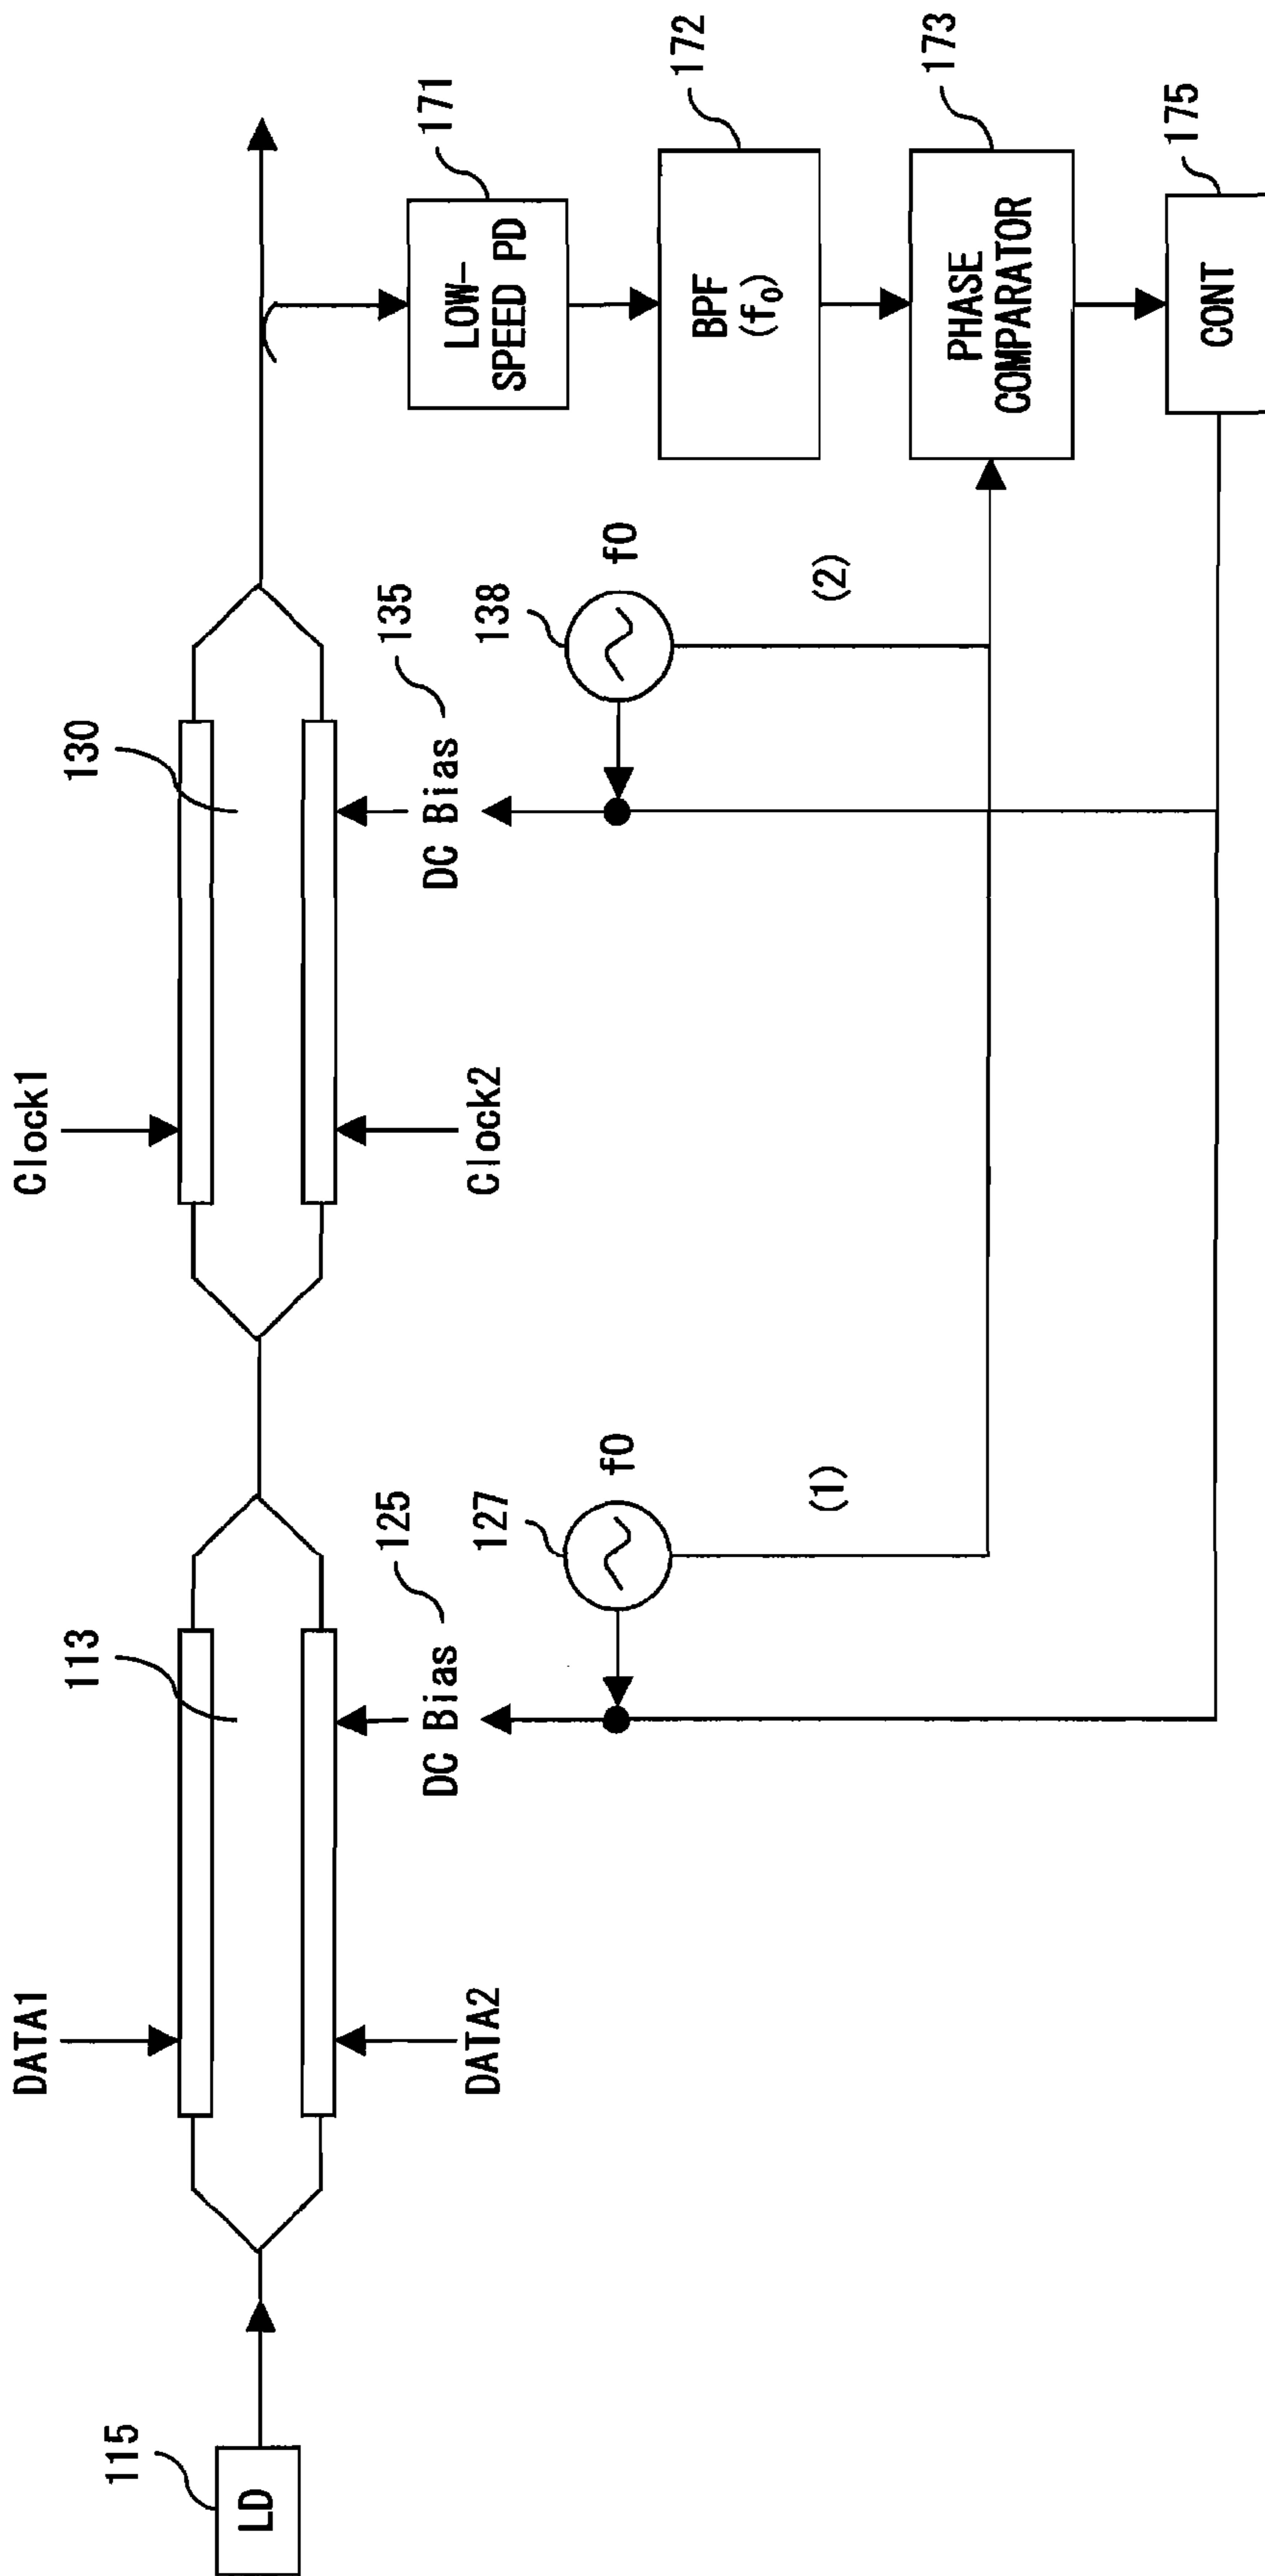 DATA1
113
Clock1
130
115
LD
DATA2
DC Bias
125
Clock2
DC Bias
135
127
f0
138
f0
(1)
(2)
171
LOW-
SPEED PD
172
BPF
(f₀)
173
PHASE
COMPARATOR
175
CONT